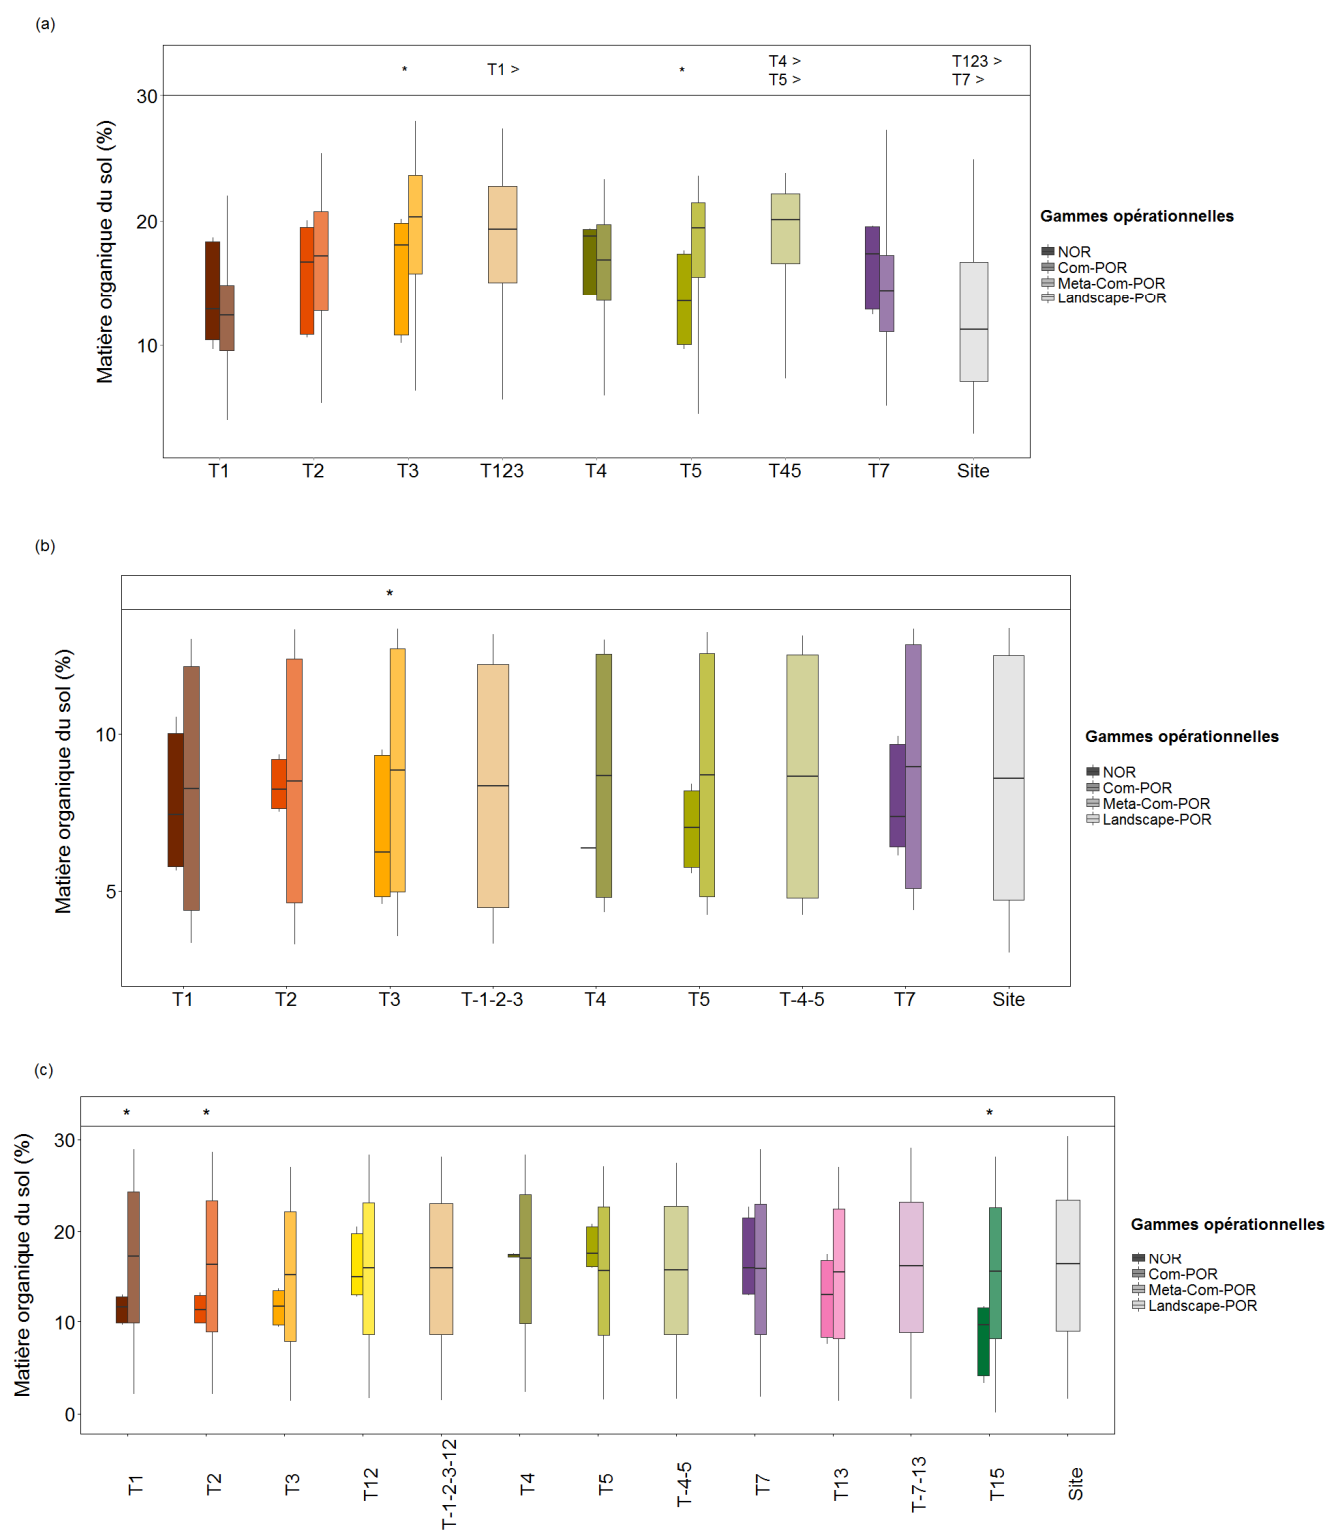 (a)
* T1 > * T4 > T123 >
T5 > T7 >
30
20
10
Matière organique du sol (%)
T1 T2 T3 T123 T4 T5 T45 T7 Site
Gammes opérationnelles
NOR
Com-POR
Meta-Com-POR
Landscape-POR
(b)
*
10
5
Matière organique du sol (%)
T1 T2 T3 T-1-2-3 T4 T5 T-4-5 T7 Site
Gammes opérationnelles
NOR
Com-POR
Meta-Com-POR
Landscape-POR
(c)
* * *
30
20
10
0
Matière organique du sol (%)
T1 T2 T3 T12 T-1-2-3-12 T4 T5 T-4-5 T7 T13 T-7-13 T15 Site
Gammes opérationnelles
NOR
Com-POR
Meta-Com-POR
Landscape-POR